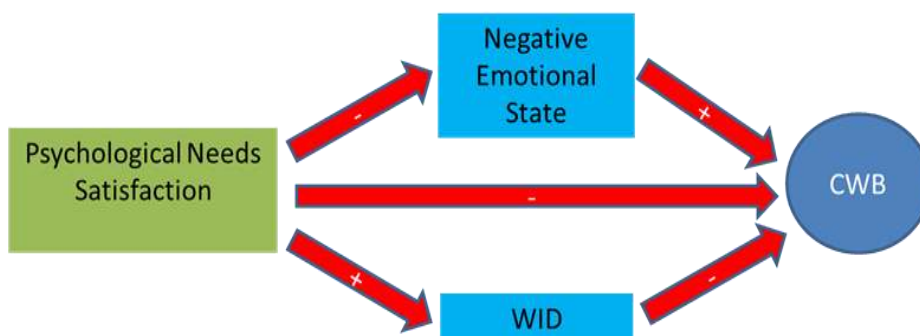 Negative
Emotional
State
-
+
Psychological Needs
Satisfaction
-
CWB
+
-
WID